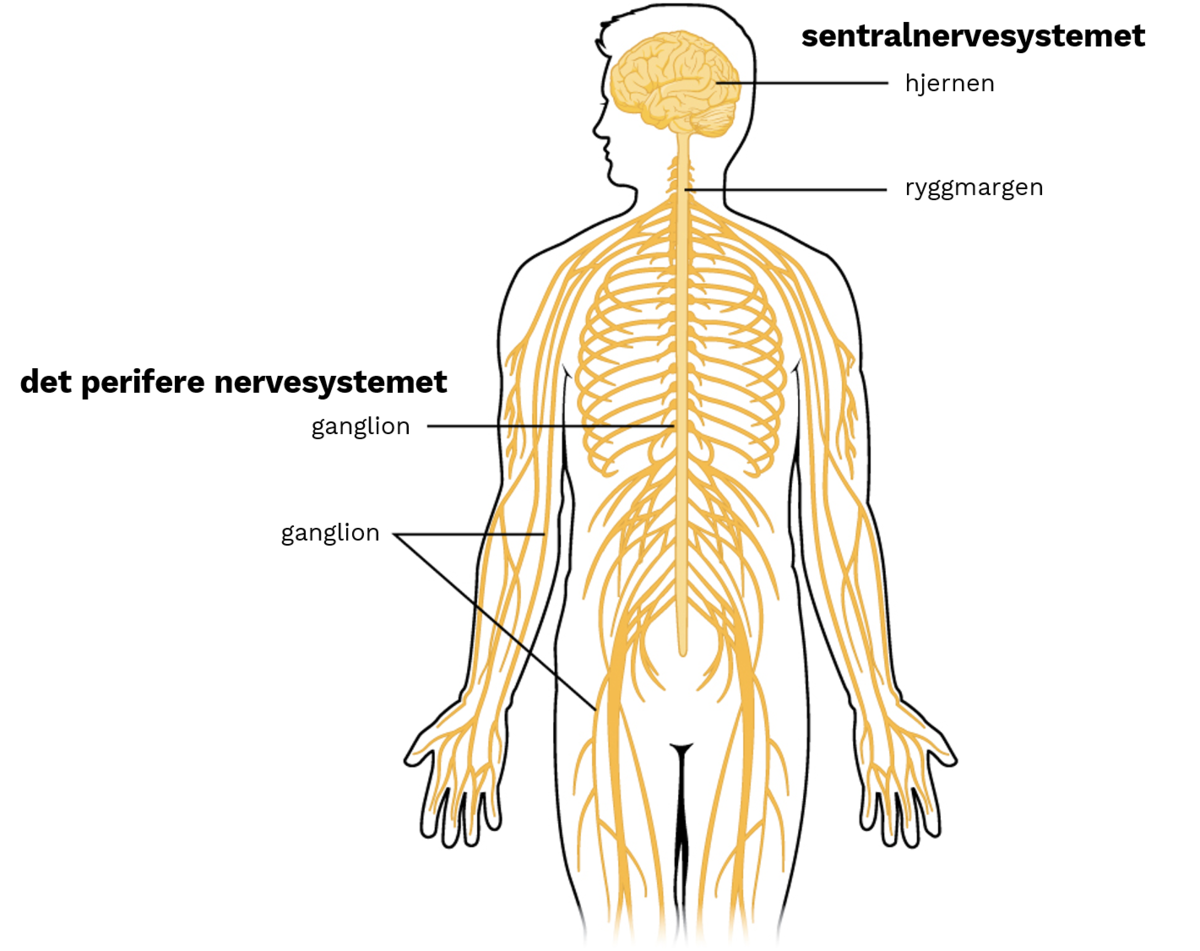 sentralnervesystemet
hjernen
ryggmargen
det perifere nervesystemet
ganglion
ganglion